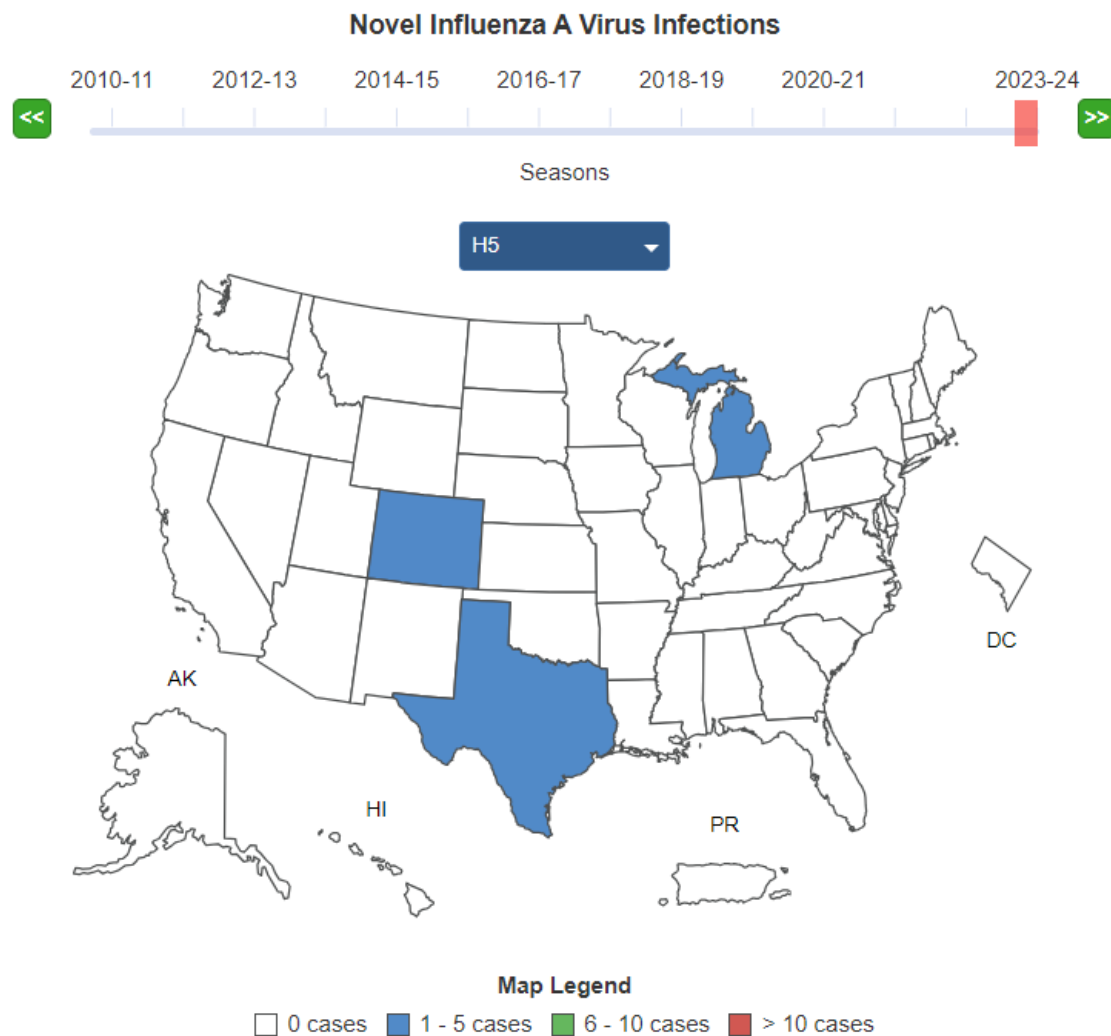 Novel Influenza A Virus Infections
2010-11 2012-13 2014-15 2016-17 2018-19 2020-21 2023-24
<< >>
Seasons
H5
AK
HI
PR
DC
Map Legend
0 cases 1 - 5 cases 6 - 10 cases > 10 cases